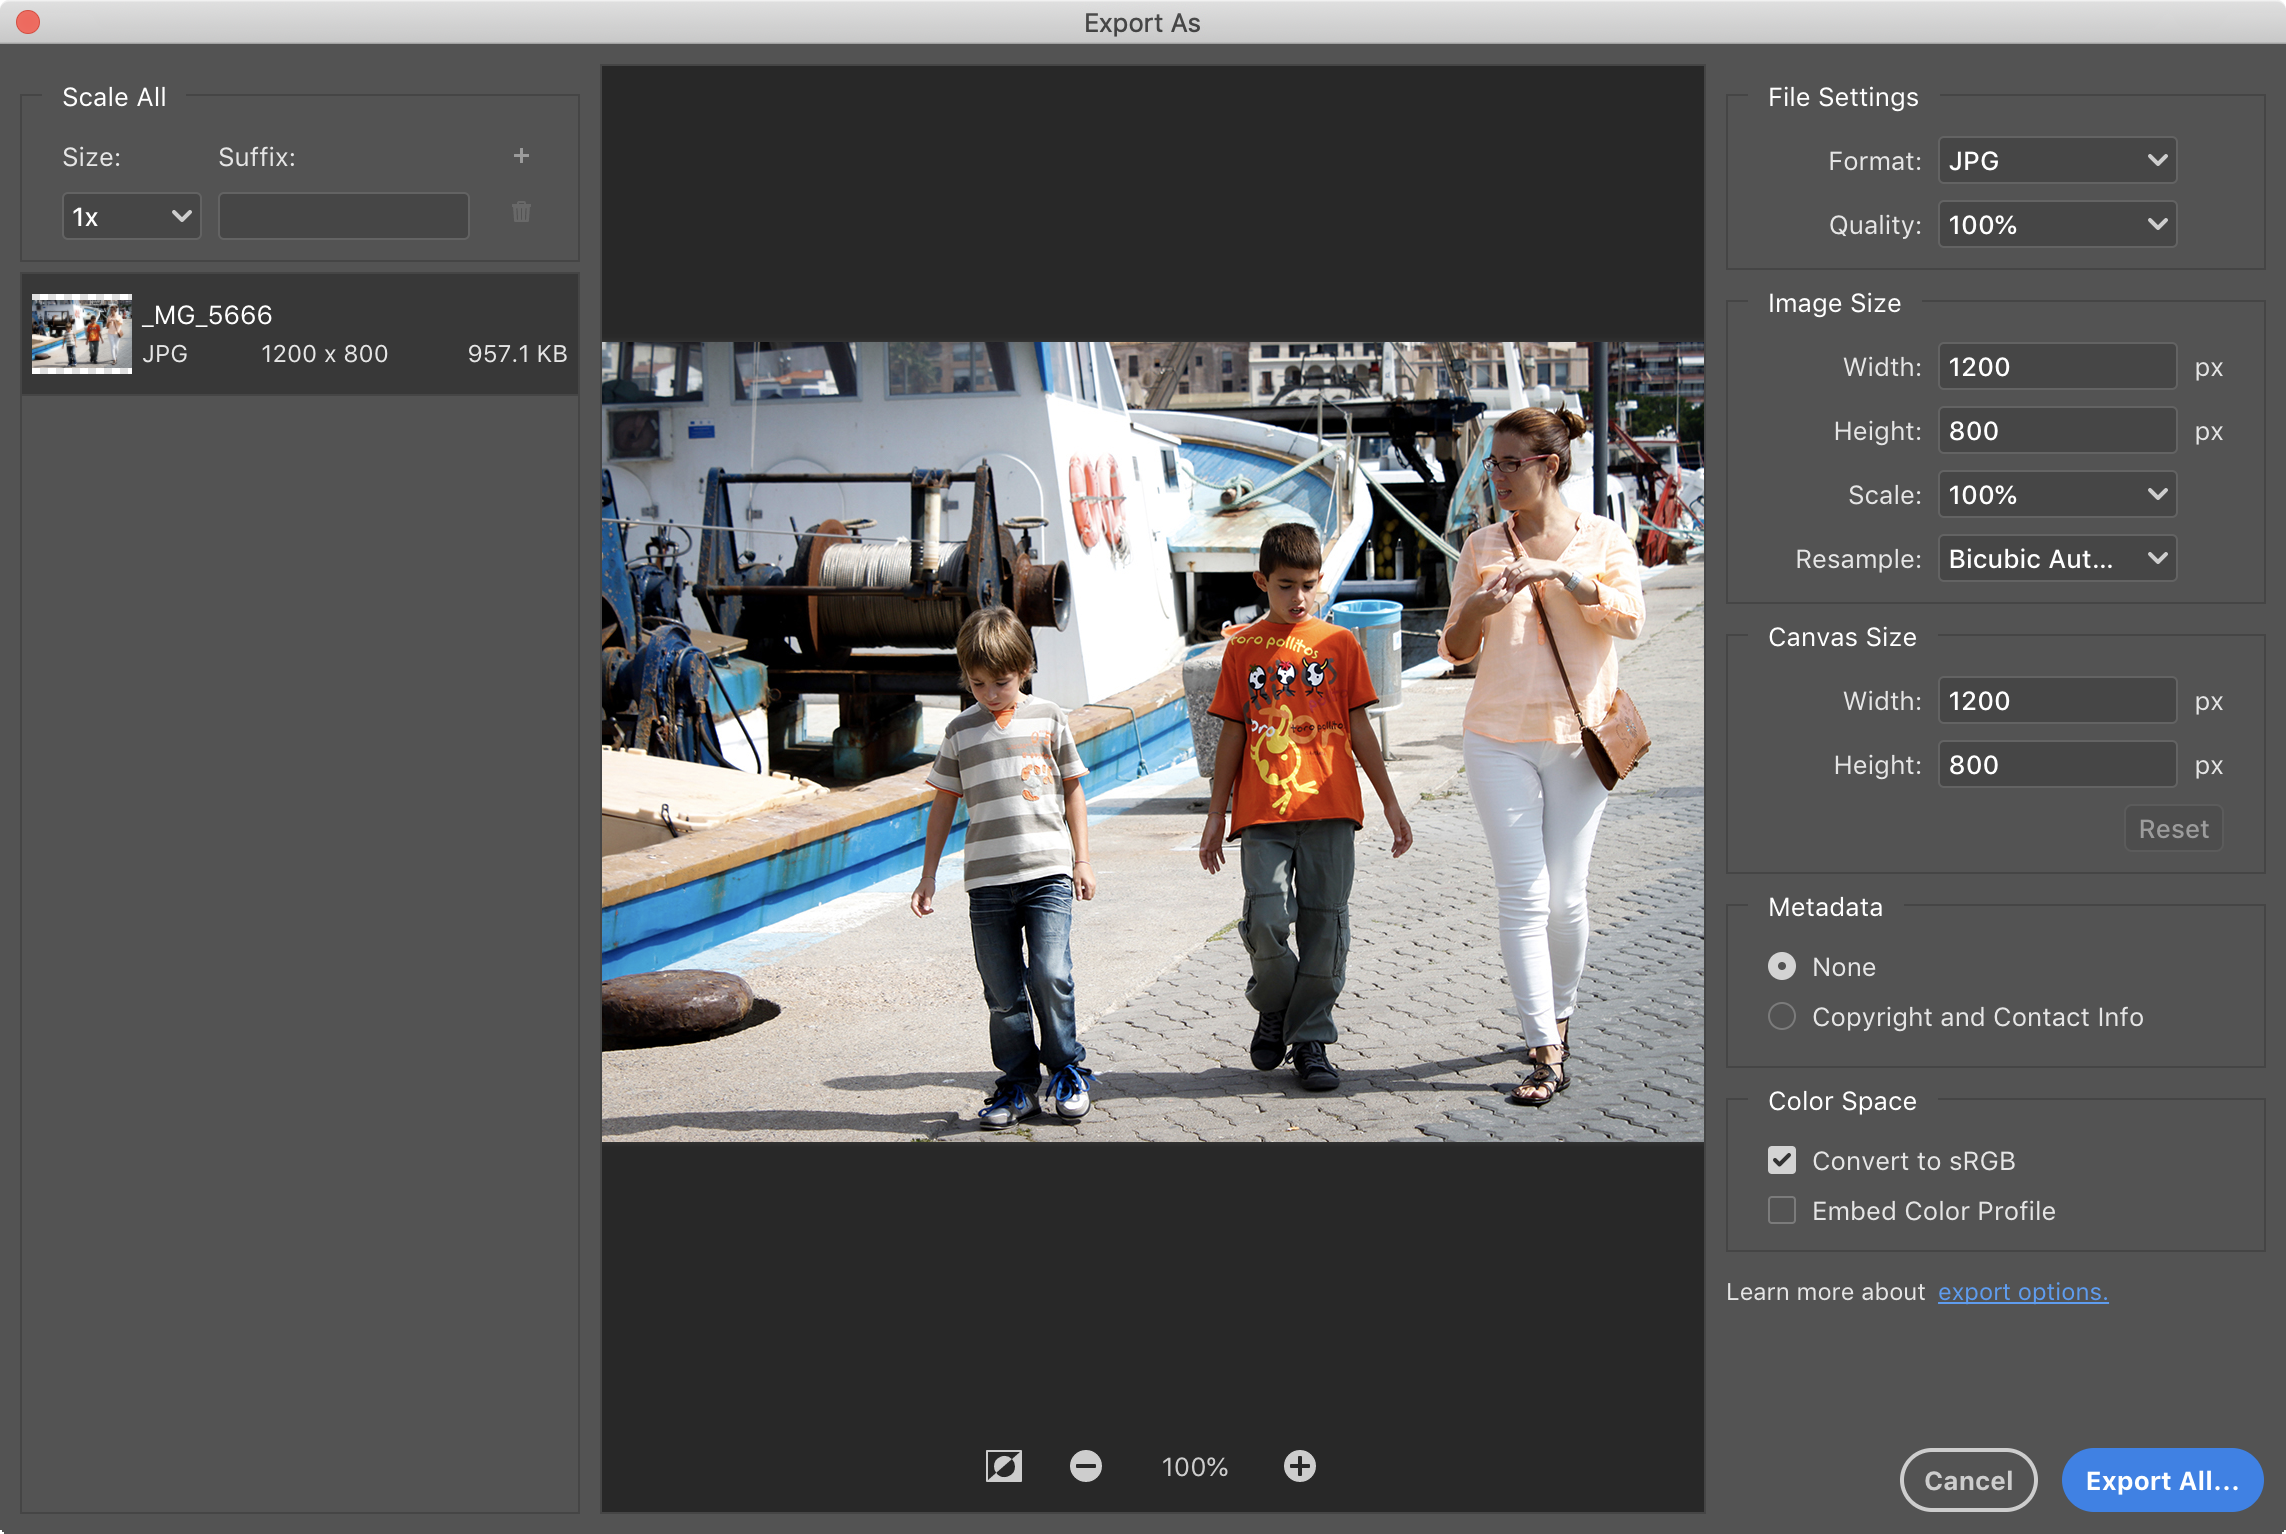 Export As
Scale All
Size:
Suffix:
1x
_MG_5666
JPG 1200 x 800 957.1 KB
toro pollitos
toro pollito
100%
File Settings
Format: JPG
Quality: 100%
Image Size
Width: 1200 px
Height: 800 px
Scale: 100%
Resample: Bicubic Aut...
Canvas Size
Width: 1200 px
Height: 800 px
Reset
Metadata
None
Copyright and Contact Info
Color Space
Convert to sRGB
Embed Color Profile
Learn more about export options.
Cancel
Export All...